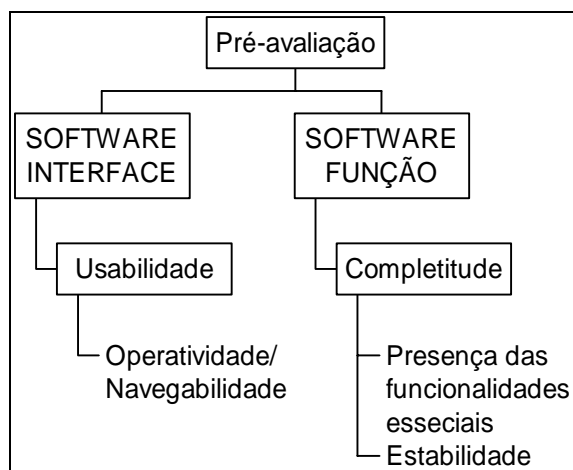 Pré-avaliação
SOFTWARE
INTERFACE
SOFTWARE
FUNÇÃO
Usabilidade
Completitude
Operatividade/
Navegabilidade
Presença das
funcionalidades
esseciais
Estabilidade